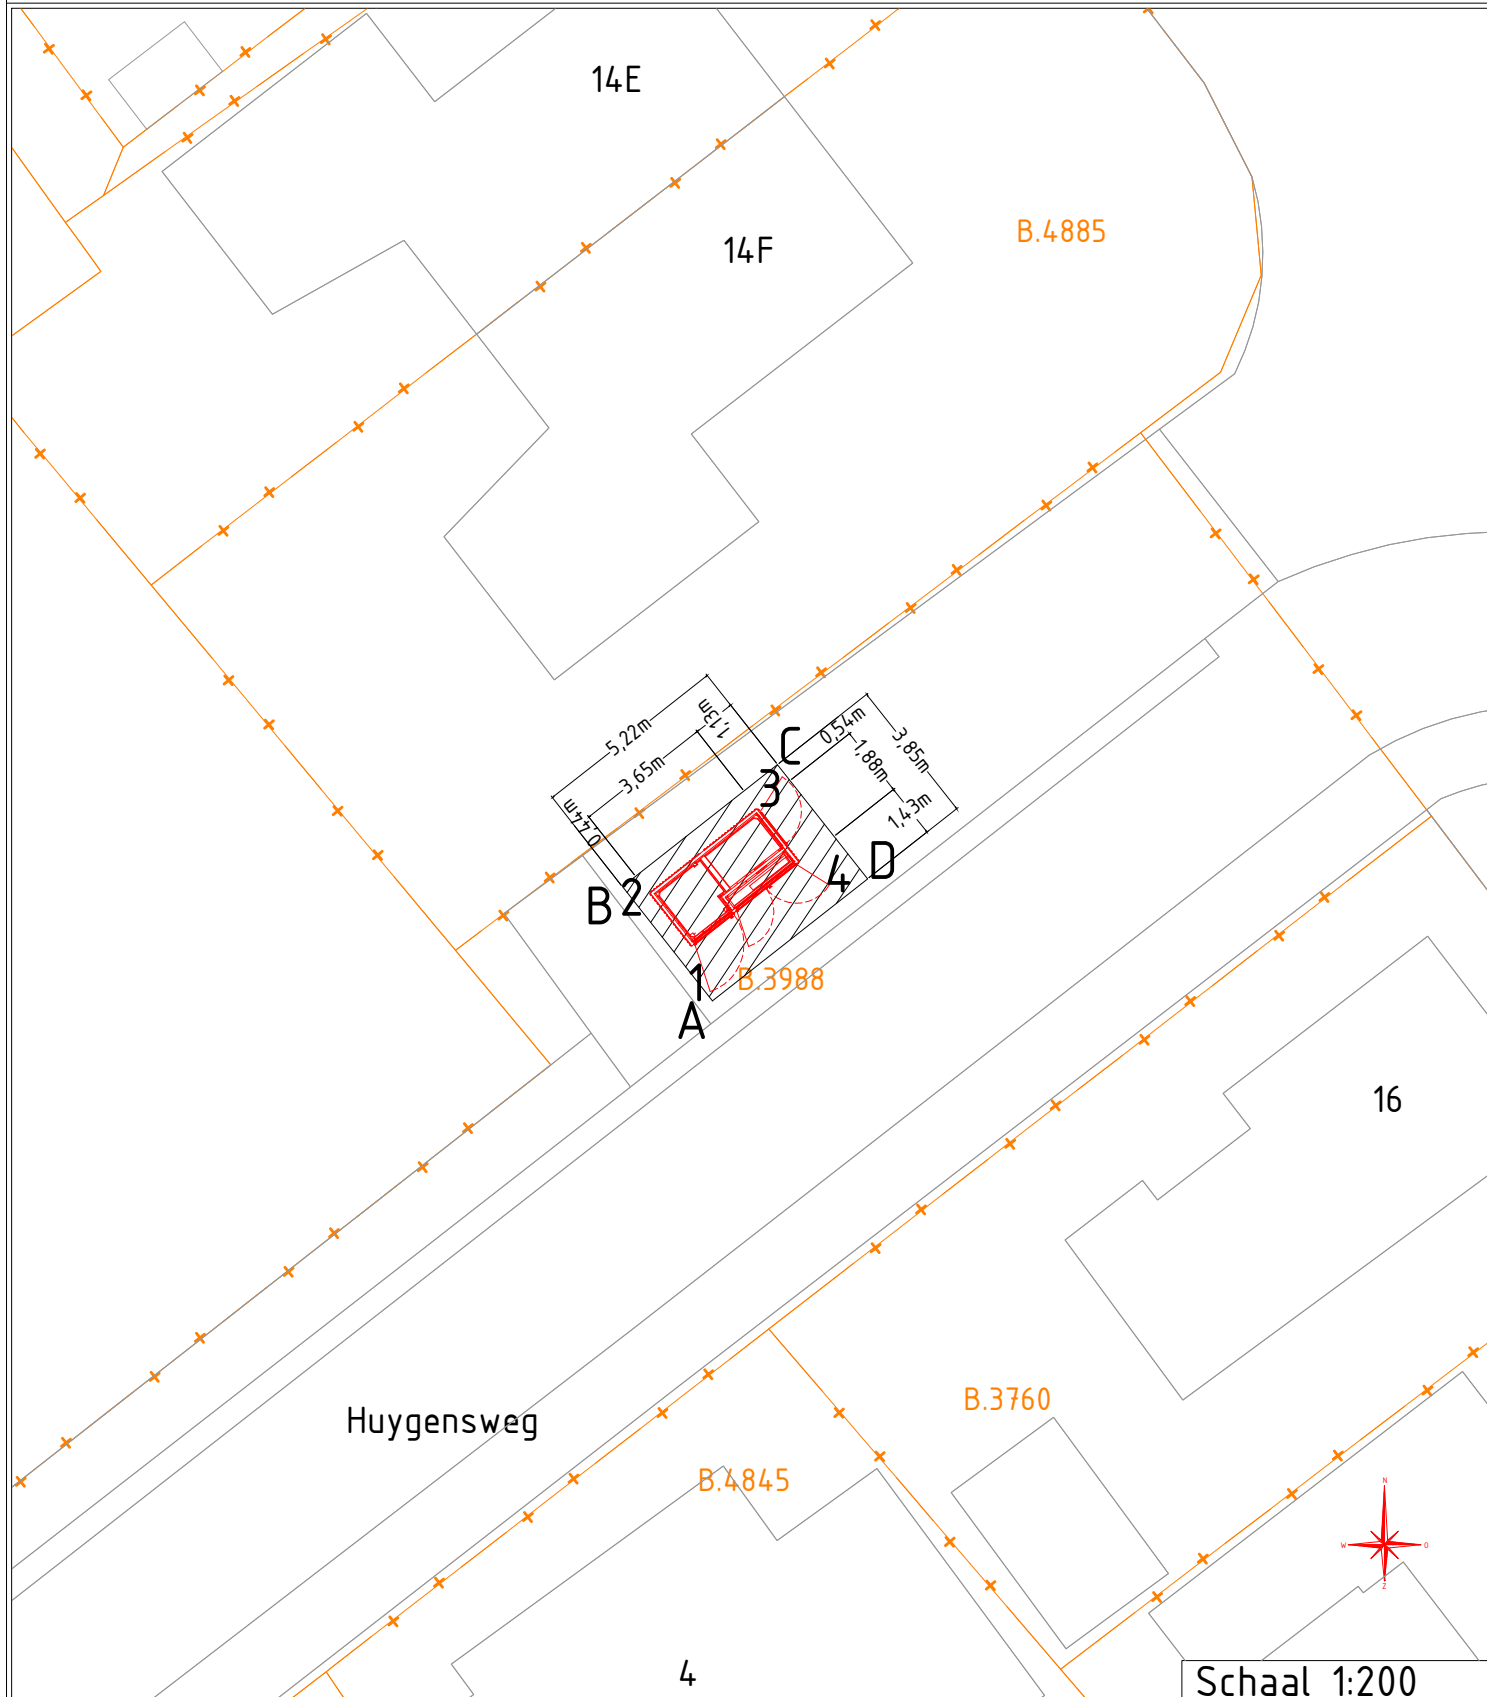 14E
14F
B.4885
5,22m
1,13m
3,65m
0,44m
C
3
0,54m
3,85m
1,88m
1,43m
B
2
4
D
1
A
B.3988
16
Huygensweg
B.3760
B.4845
4
N
W
O
Z
Schaal 1:200